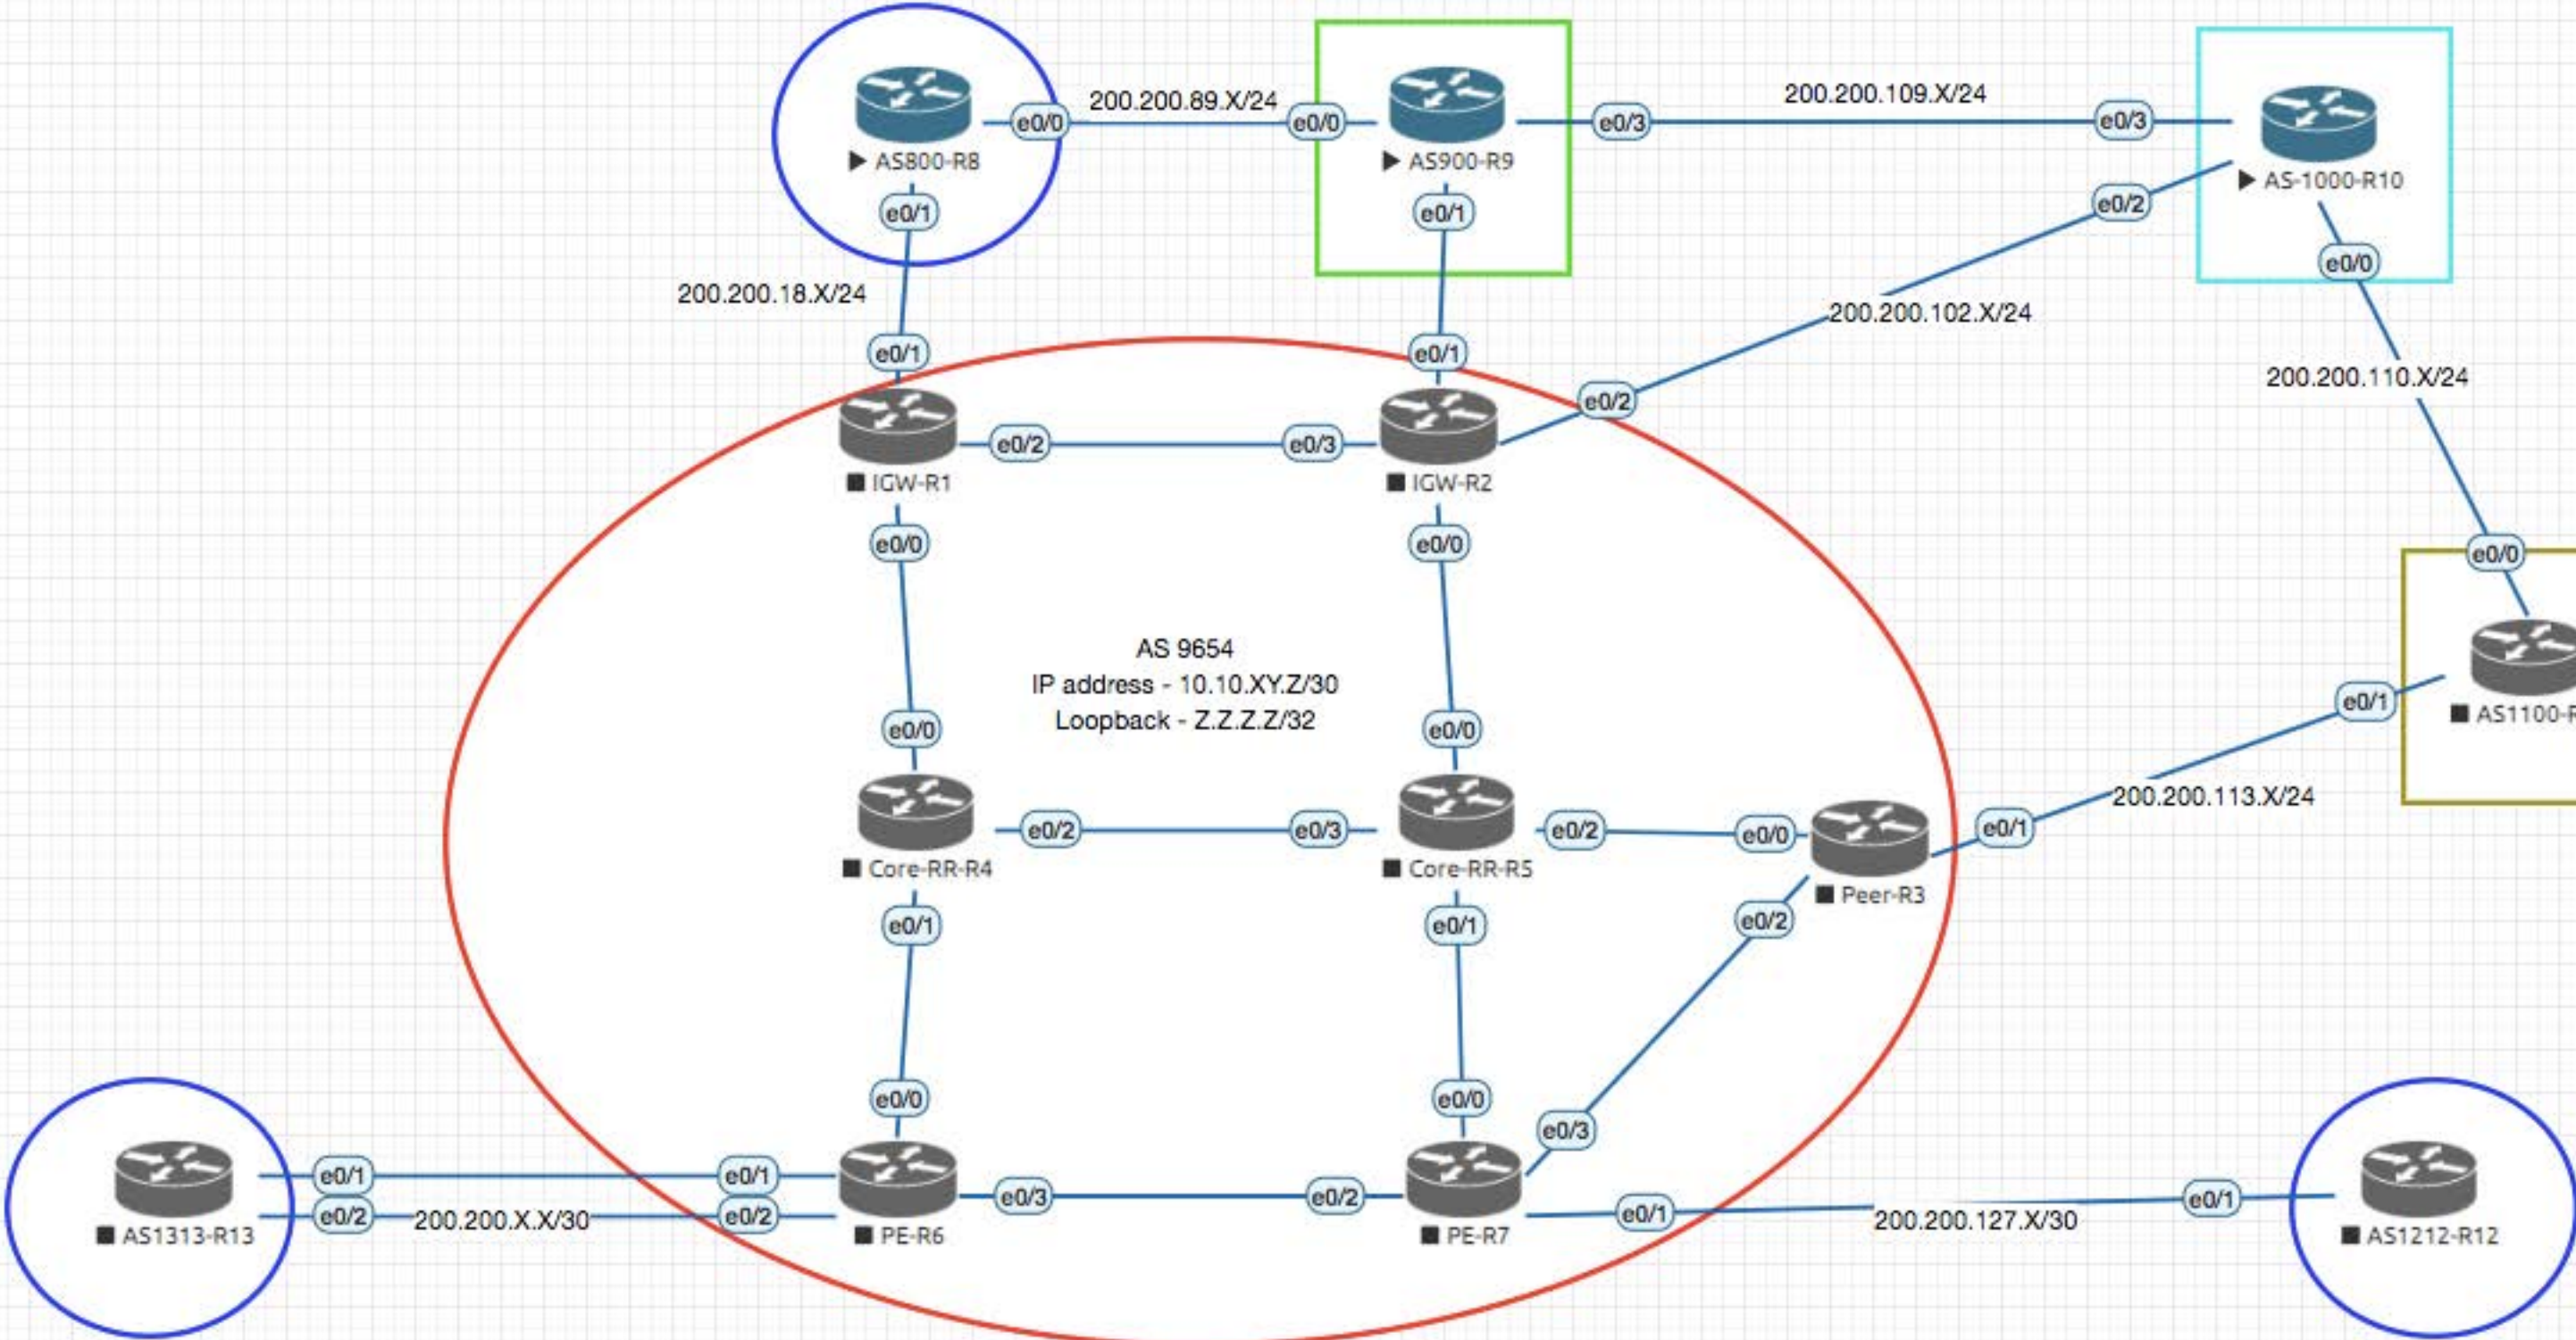 200.200.89.X/24
200.200.109.X/24
e0/0
e0/0
e0/3
e0/3
AS800-R8
AS900-R9
AS-1000-R10
e0/1
e0/1
e0/2
e0/0
200.200.18.X/24
200.200.102.X/24
e0/1
e0/1
200.200.110.X/24
e0/2
e0/2
e0/3
IGW-R1
IGW-R2
e0/0
e0/0
e0/0
AS 9654
IP address - 10.10.XY.Z/30
Loopback - Z.Z.Z.Z/32
e0/1
AS1100-R
e0/0
e0/0
200.200.113.X/24
e0/2
e0/3
e0/2
e0/0
e0/1
Core-RR-R4
Core-RR-R5
Peer-R3
e0/1
e0/1
e0/2
e0/0
e0/0
e0/3
e0/1
e0/1
e0/3
e0/2
e0/1
e0/1
e0/2
200.200.X.X/30
e0/2
200.200.127.X/30
AS1313-R13
PE-R6
PE-R7
AS1212-R12